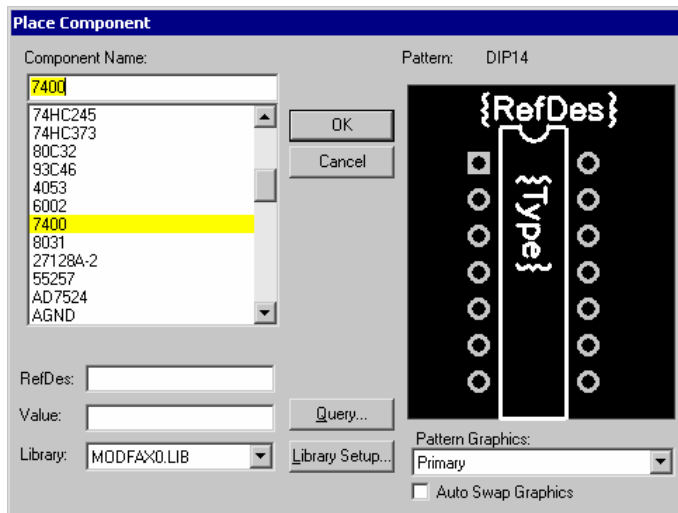 Place Component
Component Name:
7400
74HC245
74HC373
80C32
93C46
4053
6002
7400
8031
27128A-2
55257
AD7524
AGND
OK
Cancel
RefDes:
Value:
Library: MODFAX0.LIB
Query...
Library Setup...
Pattern: DIP14
{RefDes}
{Type}
Pattern Graphics:
Primary
Auto Swap Graphics